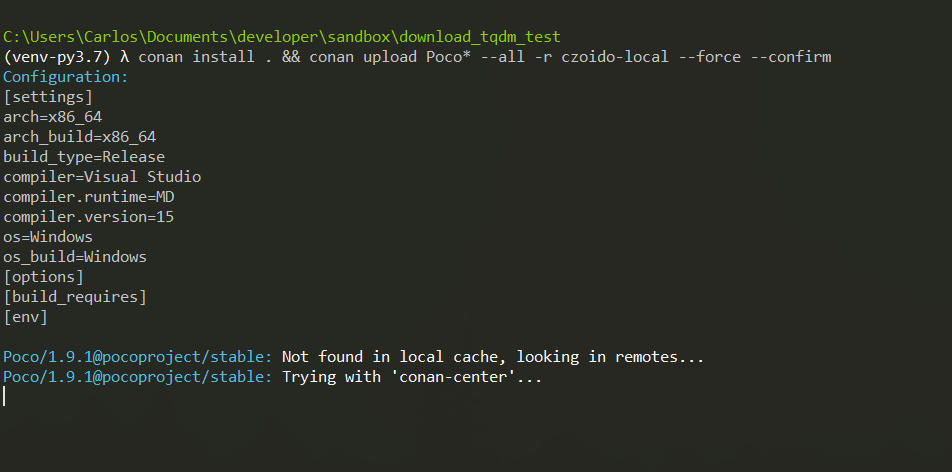 C:\Users\Carlos\Documents\developer\sandbox\download_tqdm_test
(venv-py3.7) λ conan install . && conan upload Poco* --all -r czoido-local --force --confirm
Configuration:
[settings]
arch=x86_64
arch_build=x86_64
build_type=Release
compiler=Visual Studio
compiler.runtime=MD
compiler.version=15
os=Windows
os_build=Windows
[options]
[build_requires]
[env]
Poco/1.9.1@pocoproject/stable: Not found in local cache, looking in remotes...
Poco/1.9.1@pocoproject/stable: Trying with 'conan-center'...